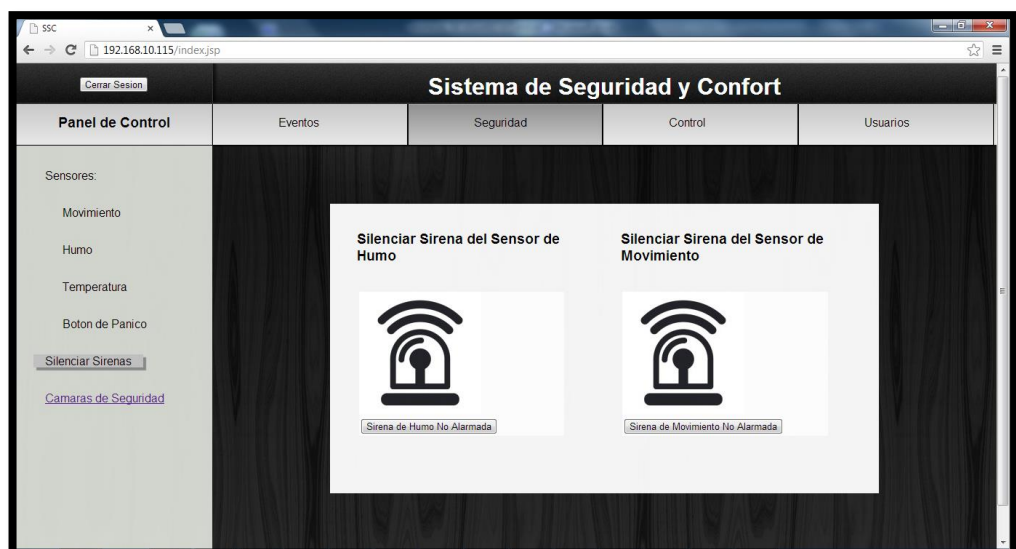 SSC
192.168.10.115/index.jsp
Cerrar Sesion
Sistema de Seguridad y Confort
Panel de Control
Eventos
Seguridad
Control
Usuarios
Sensores:
Movimiento
Humo
Temperatura
Boton de Panico
Silenciar Sirenas
Camaras de Seguridad
Silenciar Sirena del Sensor de
Humo
Sirena de Humo No Alarmada
Silenciar Sirena del Sensor de
Movimiento
Sirena de Movimiento No Alarmada